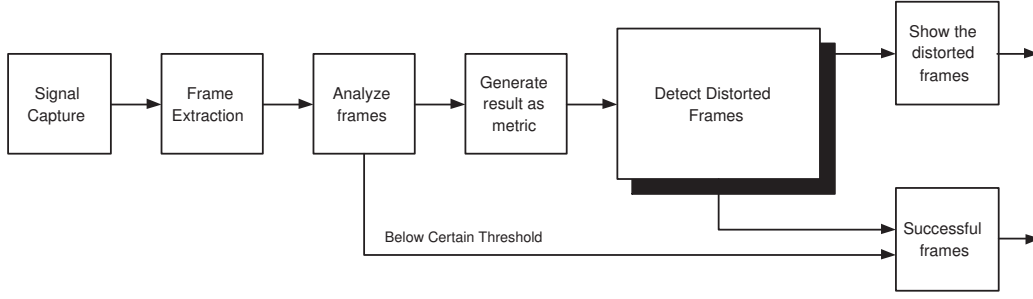 Signal
Capture
Frame
Extraction
Analyze
frames
Generate
result as
metric
Detect Distorted
Frames
Show the
distorted
frames
Below Certain Threshold
Successful
frames